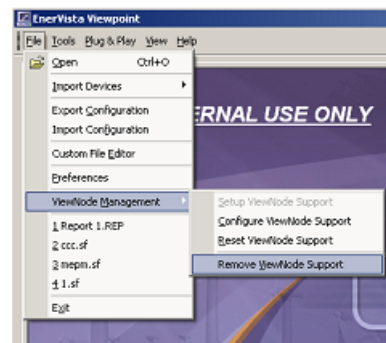 EnerVista Viewpoint
File Tools Plug & Play View Help
Open Ctrl+O
Import Devices
Export Configuration
Import Configuration
Custom File Editor
Preferences
ViewNode Management
Setup ViewNode Support
Configure ViewNode Support
Reset ViewNode Support
Remove ViewNode Support
1 Report 1.REP
2 ccc.sf
3 mepm.sf
4 1.sf
Exit
ERNAL USE ONLY